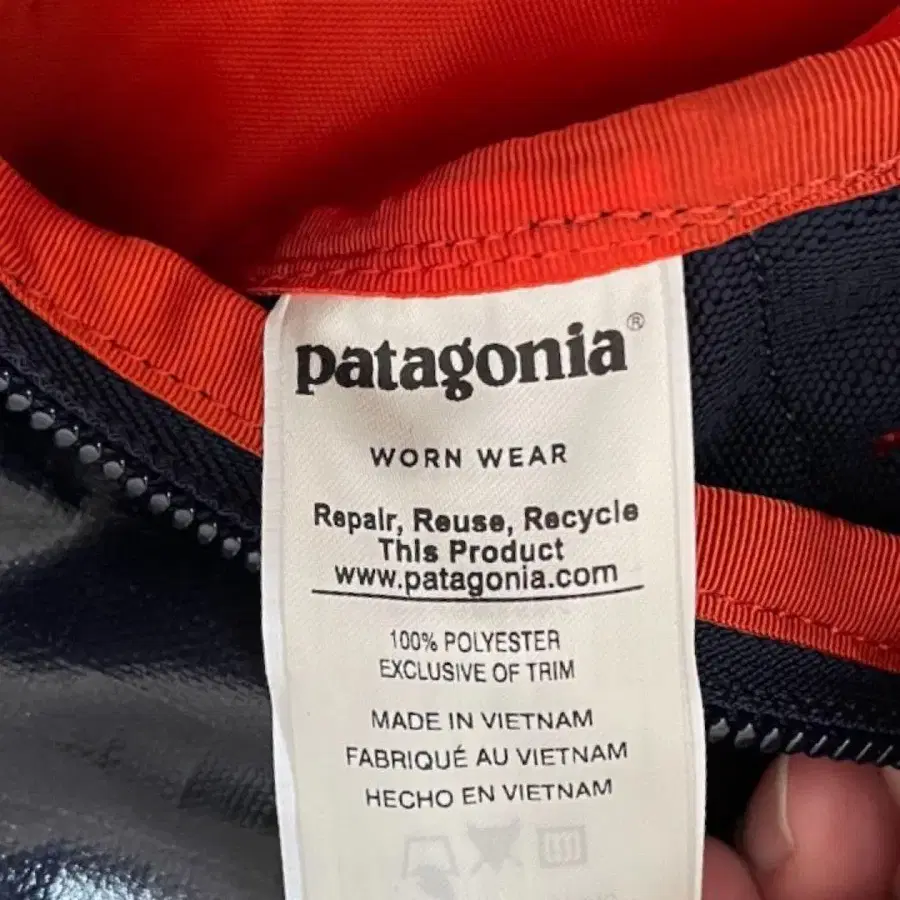 patagonia®
WORN WEAR
Repair, Reuse, Recycle
This Product
www.patagonia.com
100% POLYESTER
EXCLUSIVE OF TRIM
MADE IN VIETNAM
FABRIQUÉ AU VIETNAM
HECHO EN VIETNAM